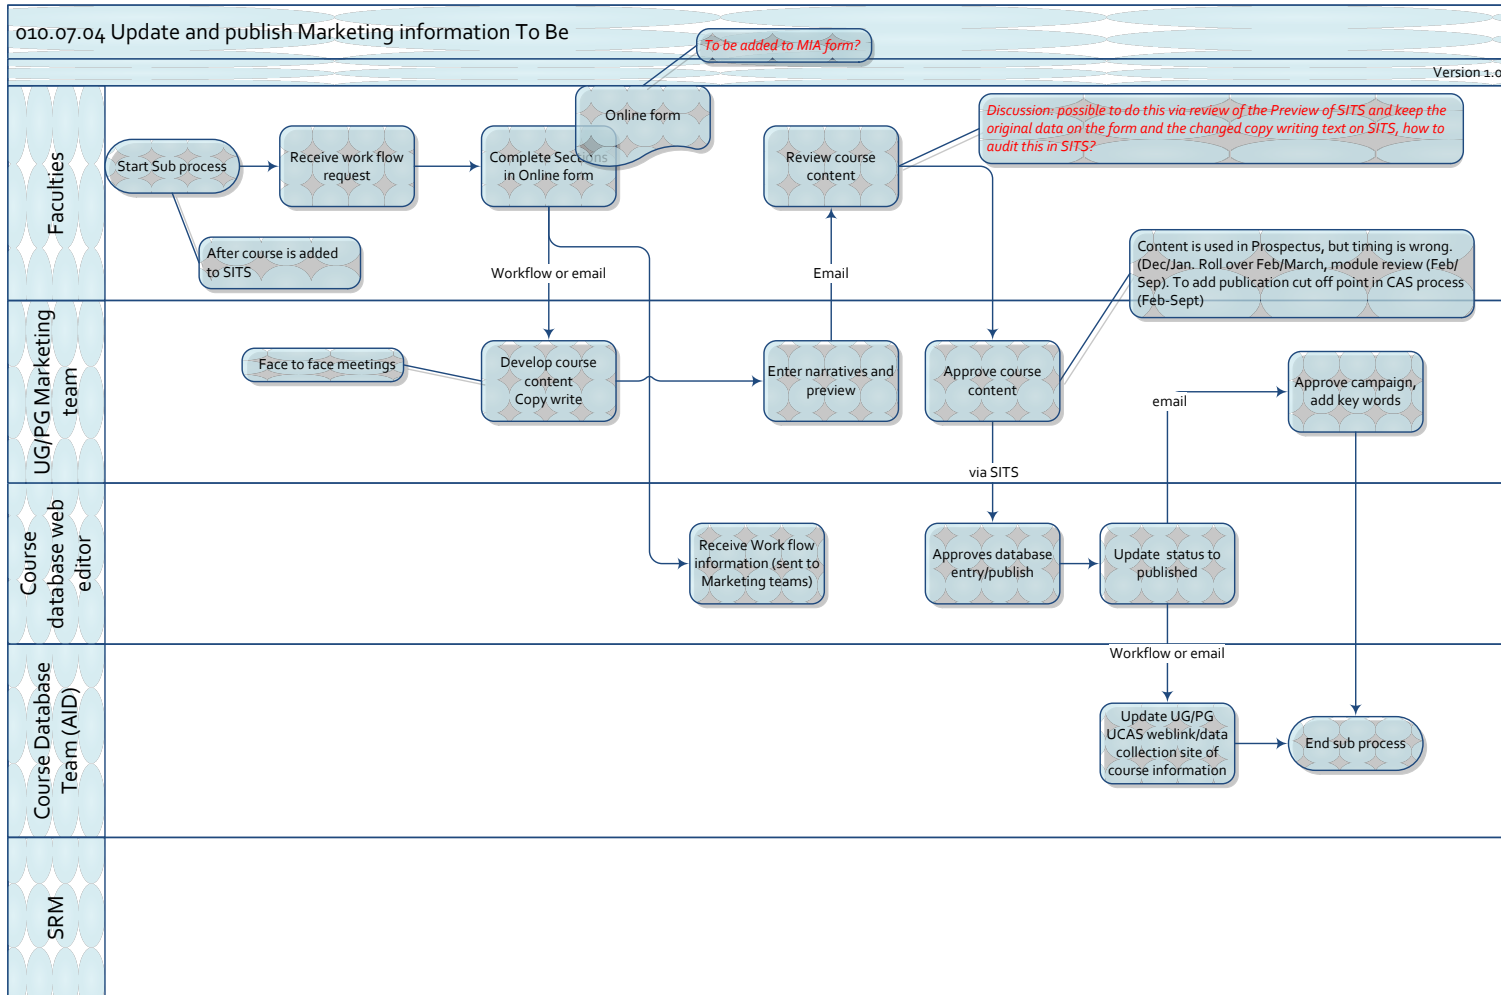 010.07.04 Update and publish Marketing information To Be
To be added to MIA form?
Version 1.0
Faculties
Start Sub process
After course is added
to SITS
Receive work flow
request
Complete Sections
in Online form
Online form
Workflow or email
Review course
content
Email
Discussion: possible to do this via review of the Preview of SITS and keep the
original data on the form and the changed copy writing text on SITS, how to
audit this in SITS?
Content is used in Prospectus, but timing is wrong.
(Dec/Jan. Roll over Feb/March, module review (Feb/
Sep). To add publication cut off point in CAS process
(Feb-Sept)
UG/PG Marketing
team
Face to face meetings
Develop course
content
Copy write
Enter narratives and
preview
Approve course
content
via SITS
email
Approve campaign,
add key words
Course
database web
editor
Receive Work flow
information (sent to
Marketing teams)
Approves database
entry/publish
Update status to
published
Workflow or email
Course Database
Team (AID)
Update UG/PG
UCAS weblink/data
collection site of
course information
End sub process
SRM